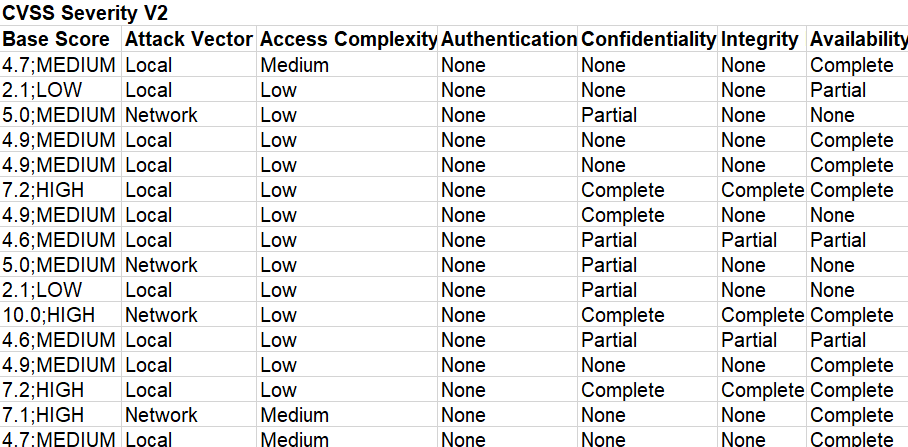 CVSS Severity V2
Base Score Attack Vector Access Complexity Authentication Confidentiality Integrity Availability
4.7;MEDIUM Local Medium None None None Complete
2.1;LOW Local Low None None None Partial
5.0;MEDIUM Network Low None Partial None None
4.9;MEDIUM Local Low None None None Complete
4.9;MEDIUM Local Low None None None Complete
7.2;HIGH Local Low None Complete Complete Complete
4.9;MEDIUM Local Low None Complete None None
4.6;MEDIUM Local Low None Partial Partial Partial
5.0;MEDIUM Network Low None Partial None None
2.1;LOW Local Low None Partial None None
10.0;HIGH Network Low None Complete Complete Complete
4.6;MEDIUM Local Low None Partial Partial Partial
4.9;MEDIUM Local Low None None None Complete
7.2;HIGH Local Low None Complete Complete Complete
7.1;HIGH Network Medium None None None Complete
4.7;MEDIUM Local Medium None None None Complete